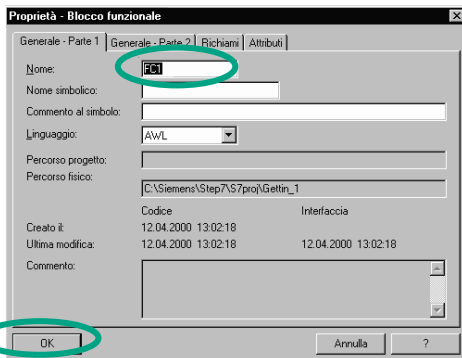 Proprietà - Blocco funzionale
Generale - Parte 1 Generale - Parte 2 Richiami Attributi
Nome: FC1
Nome simbolico:
Commento al simbolo:
Linguaggio: AWL
Percorso progetto:
Percorso fisico:
C:\Siemens\Step7\S7proj\Gettin_1
Codice Interfaccia
Creato il: 12.04.2000 13:02:18
Ultima modifica: 12.04.2000 13:02:18 12.04.2000 13:02:18
Commento:
OK Annulla ?